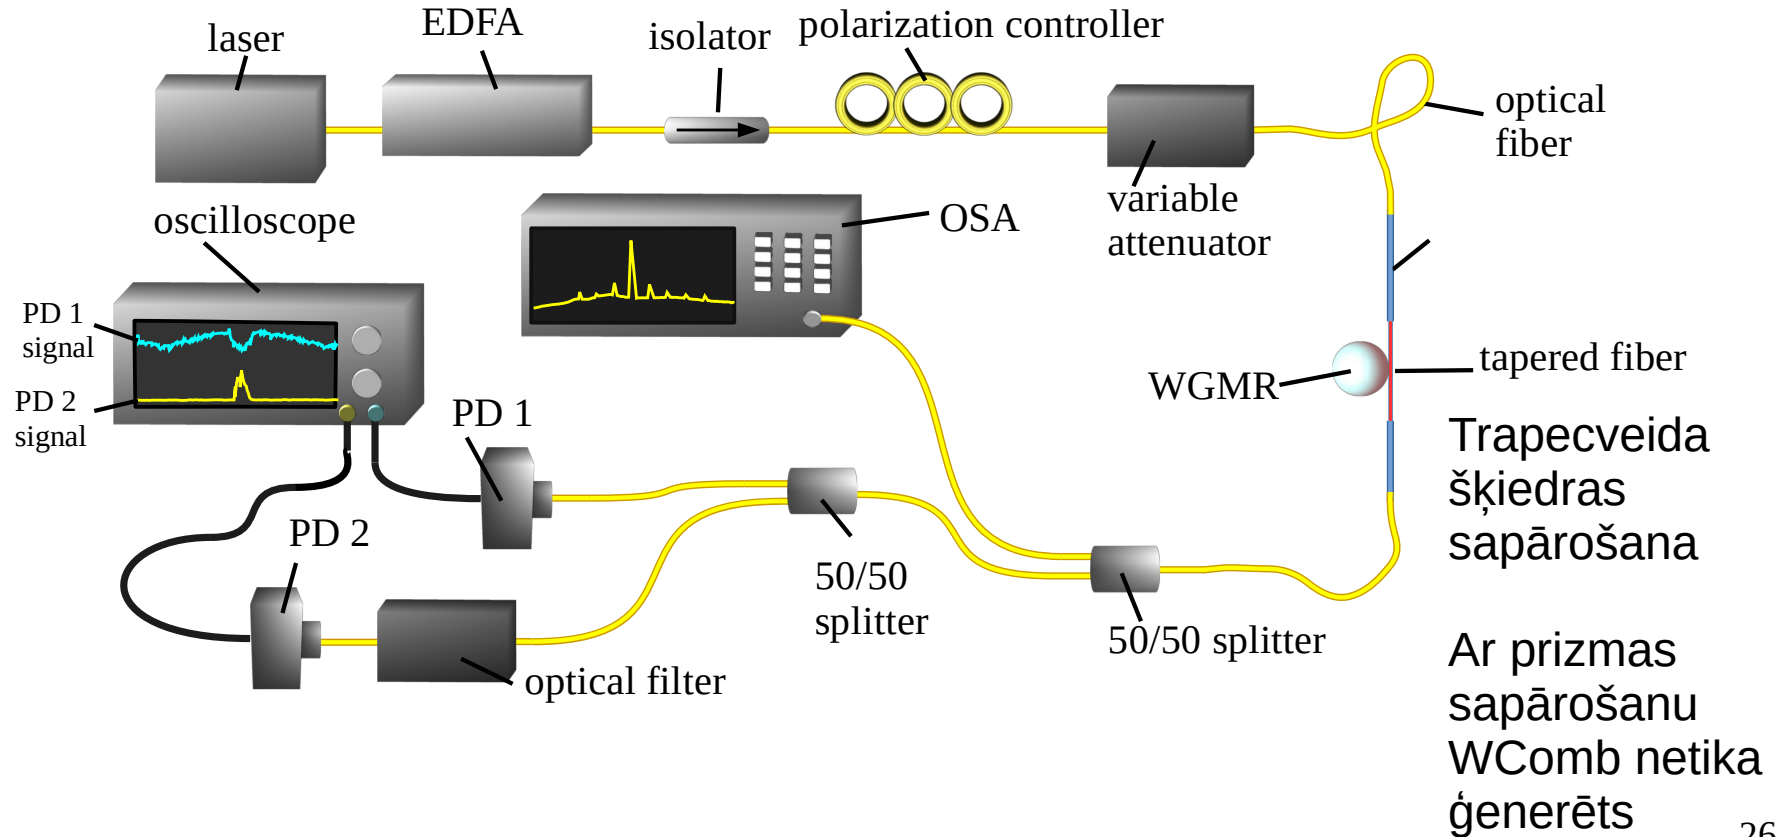 laser
EDFA
isolator
polarization controller
optical
fiber
variable
attenuator
oscilloscope
OSA
PD 1
signal
PD 2
signal
WGMR
tapered fiber
PD 1
PD 2
50/50
splitter
50/50 splitter
optical filter
Trapecveida
šķiedras
sapārošana
Ar prizmas
sapārošanu
WComb netika
ģenerēts
26